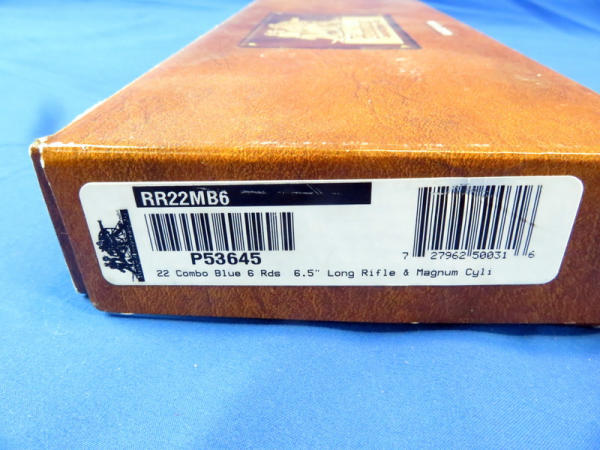 RR22MB6
P53645
7 27962 50031 6
22 Combo Blue 6 Rds 6.5" Long Rifle & Magnum Cyli